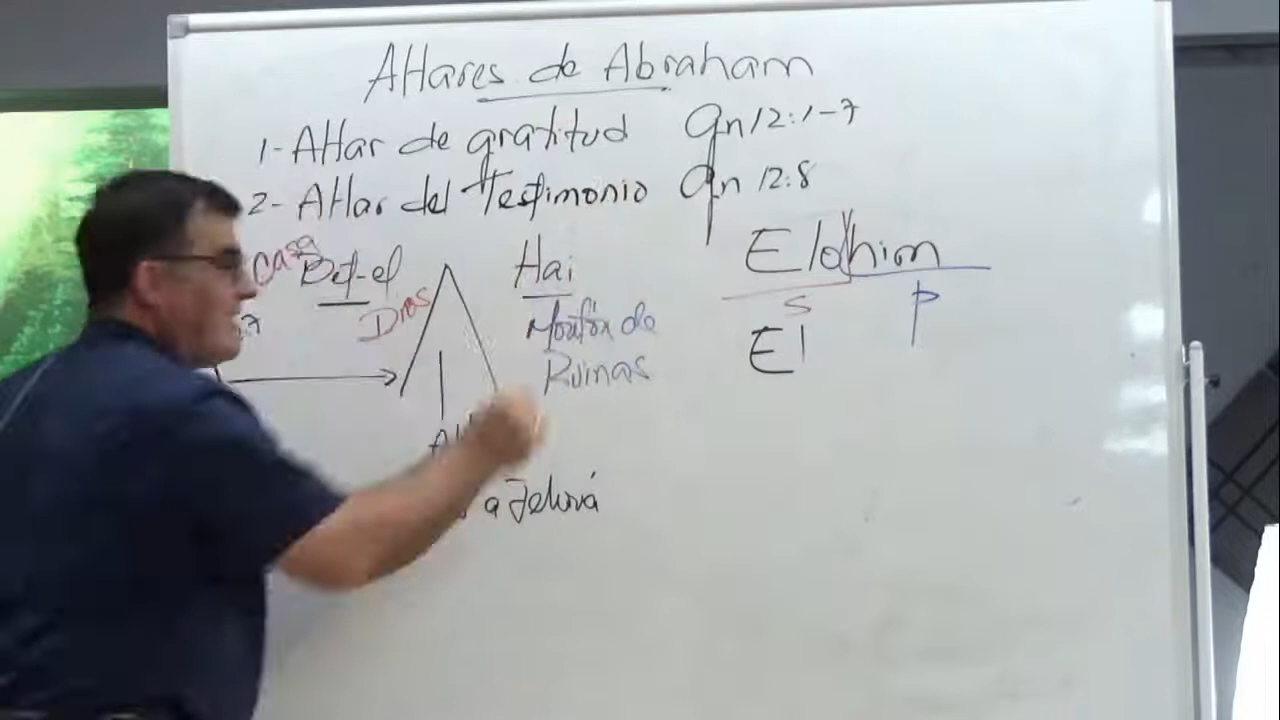 Altares de Abraham
1- Altar de gratitud Gn 12:1-7
2- Altar del Testimonio Gn 12:8
Casa Bet-el Hai Elohim
Dios Montón de S P
Ruinas El
a Jehová